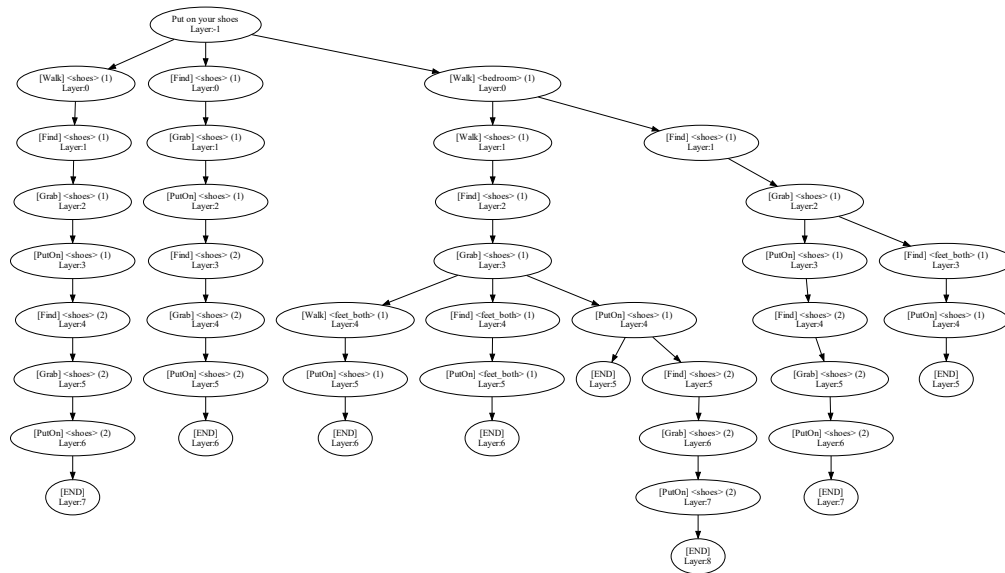 Put on your shoes
Layer:-1
[Walk] <shoes> (1)
Layer:0
[Find] <shoes> (1)
Layer:0
[Walk] <bedroom> (1)
Layer:0
[Find] <shoes> (1)
Layer:1
[Grab] <shoes> (1)
Layer:1
[Walk] <shoes> (1)
Layer:1
[Find] <shoes> (1)
Layer:1
[Grab] <shoes> (1)
Layer:2
[PutOn] <shoes> (1)
Layer:2
[Find] <shoes> (1)
Layer:2
[Grab] <shoes> (1)
Layer:2
[PutOn] <shoes> (1)
Layer:3
[Find] <shoes> (2)
Layer:3
[Grab] <shoes> (1)
Layer:3
[PutOn] <shoes> (1)
Layer:3
[Find] <feet_both> (1)
Layer:3
[Find] <shoes> (2)
Layer:4
[Grab] <shoes> (2)
Layer:4
[Walk] <feet_both> (1)
Layer:4
[Find] <feet_both> (1)
Layer:4
[PutOn] <shoes> (1)
Layer:4
[Find] <shoes> (2)
Layer:4
[PutOn] <shoes> (1)
Layer:4
[Grab] <shoes> (2)
Layer:5
[PutOn] <shoes> (2)
Layer:5
[PutOn] <shoes> (1)
Layer:5
[PutOn] <feet_both> (1)
Layer:5
[END]
Layer:5
[Find] <shoes> (2)
Layer:5
[Grab] <shoes> (2)
Layer:5
[END]
Layer:5
[PutOn] <shoes> (2)
Layer:6
[END]
Layer:6
[END]
Layer:6
[END]
Layer:6
[Grab] <shoes> (2)
Layer:6
[PutOn] <shoes> (2)
Layer:6
[END]
Layer:7
[PutOn] <shoes> (2)
Layer:7
[END]
Layer:7
[END]
Layer:8